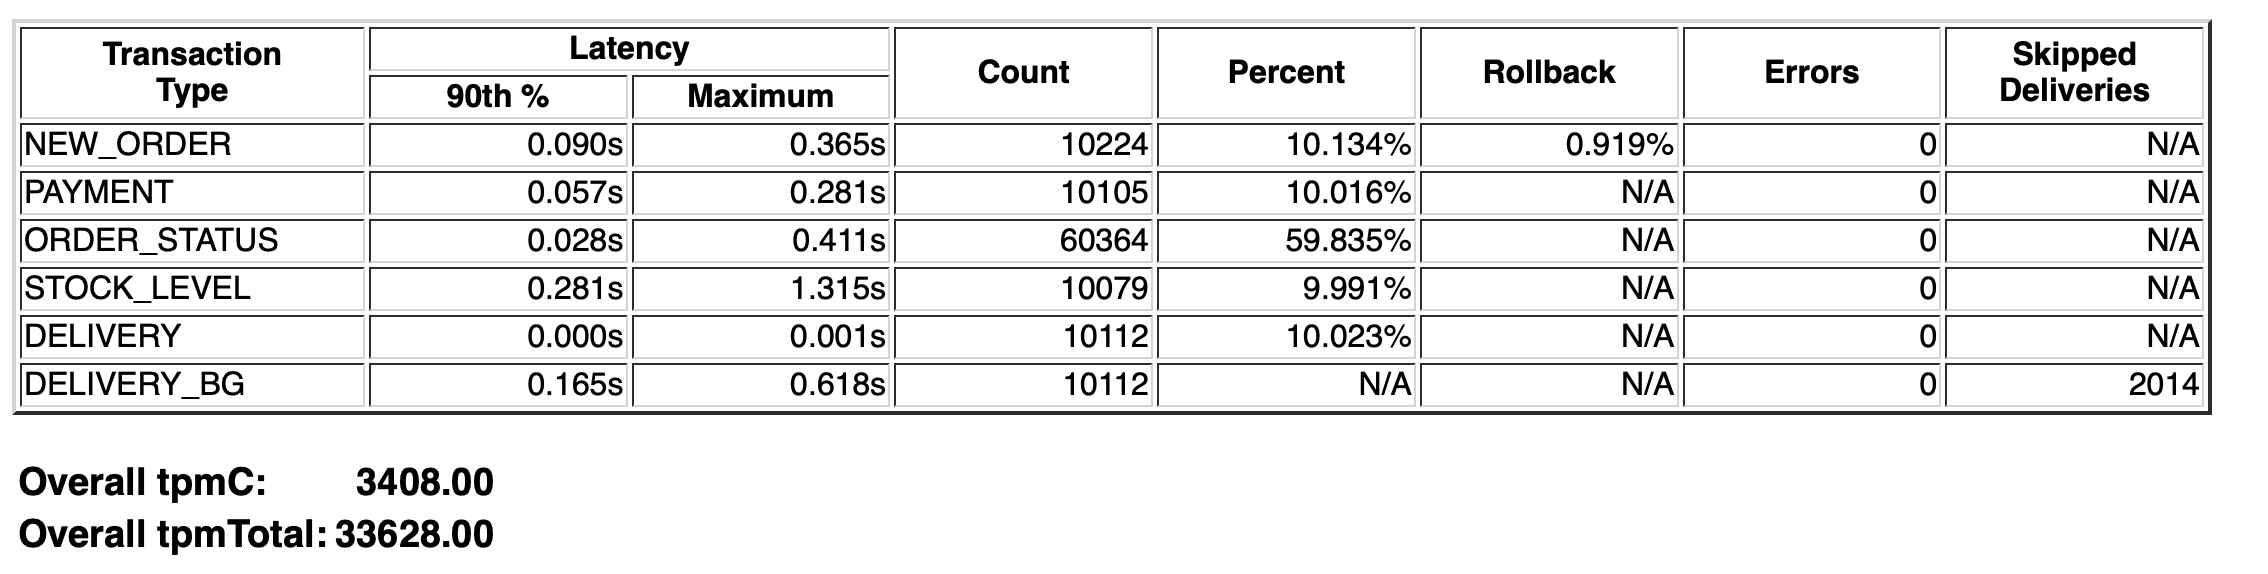 Transaction Type Latency Count Percent Rollback Errors Skipped Deliveries
90th % Maximum
NEW_ORDER 0.090s 0.365s 10224 10.134% 0.919% 0 N/A
PAYMENT 0.057s 0.281s 10105 10.016% N/A 0 N/A
ORDER_STATUS 0.028s 0.411s 60364 59.835% N/A 0 N/A
STOCK_LEVEL 0.281s 1.315s 10079 9.991% N/A 0 N/A
DELIVERY 0.000s 0.001s 10112 10.023% N/A 0 N/A
DELIVERY_BG 0.165s 0.618s 10112 N/A N/A 0 2014
Overall tpmC: 3408.00
Overall tpmTotal: 33628.00